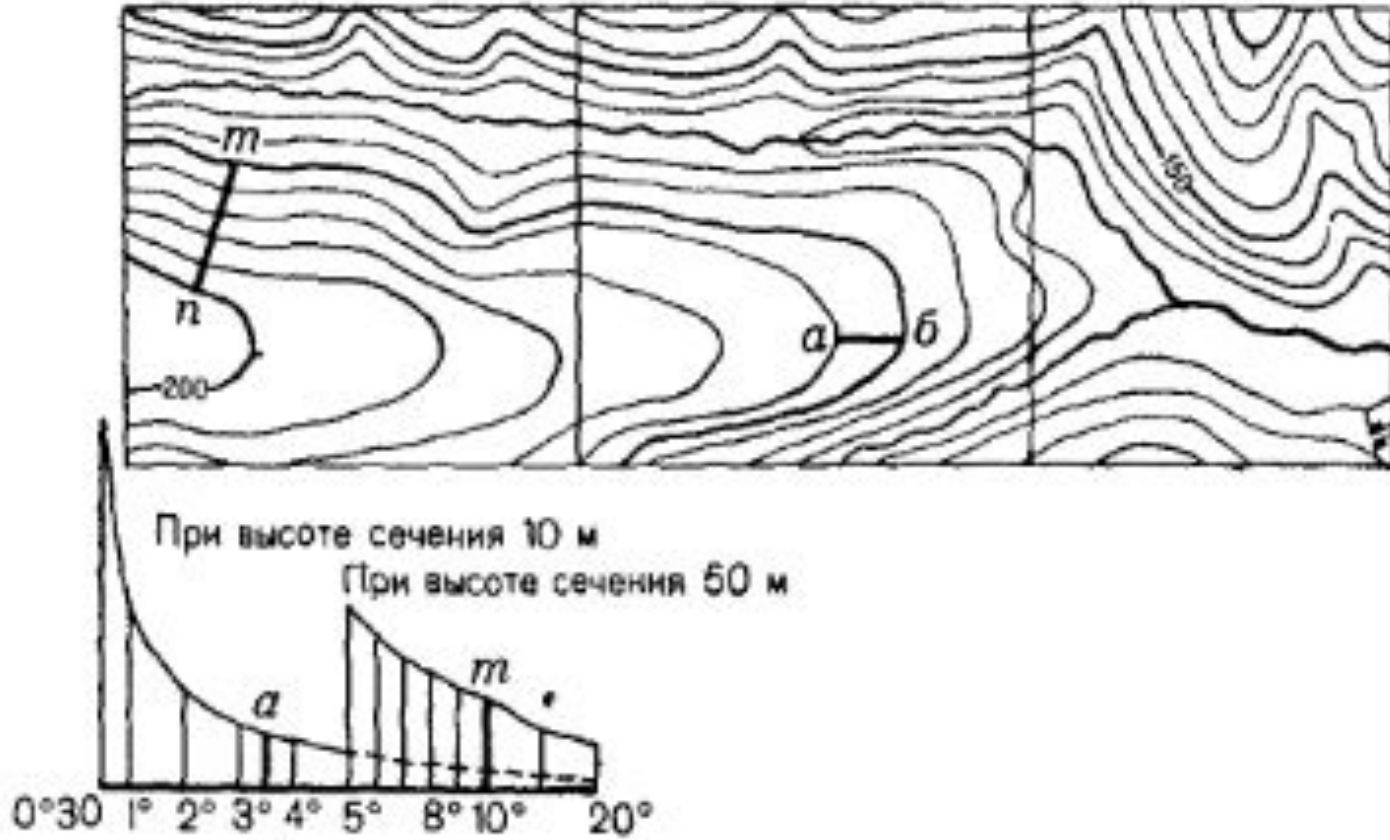 m
150
n
а
б
200
При высоте сечения 10 м
При высоте сечения 50 м
m
а
0°30 1° 2° 3° 4° 5° 8° 10° 20°